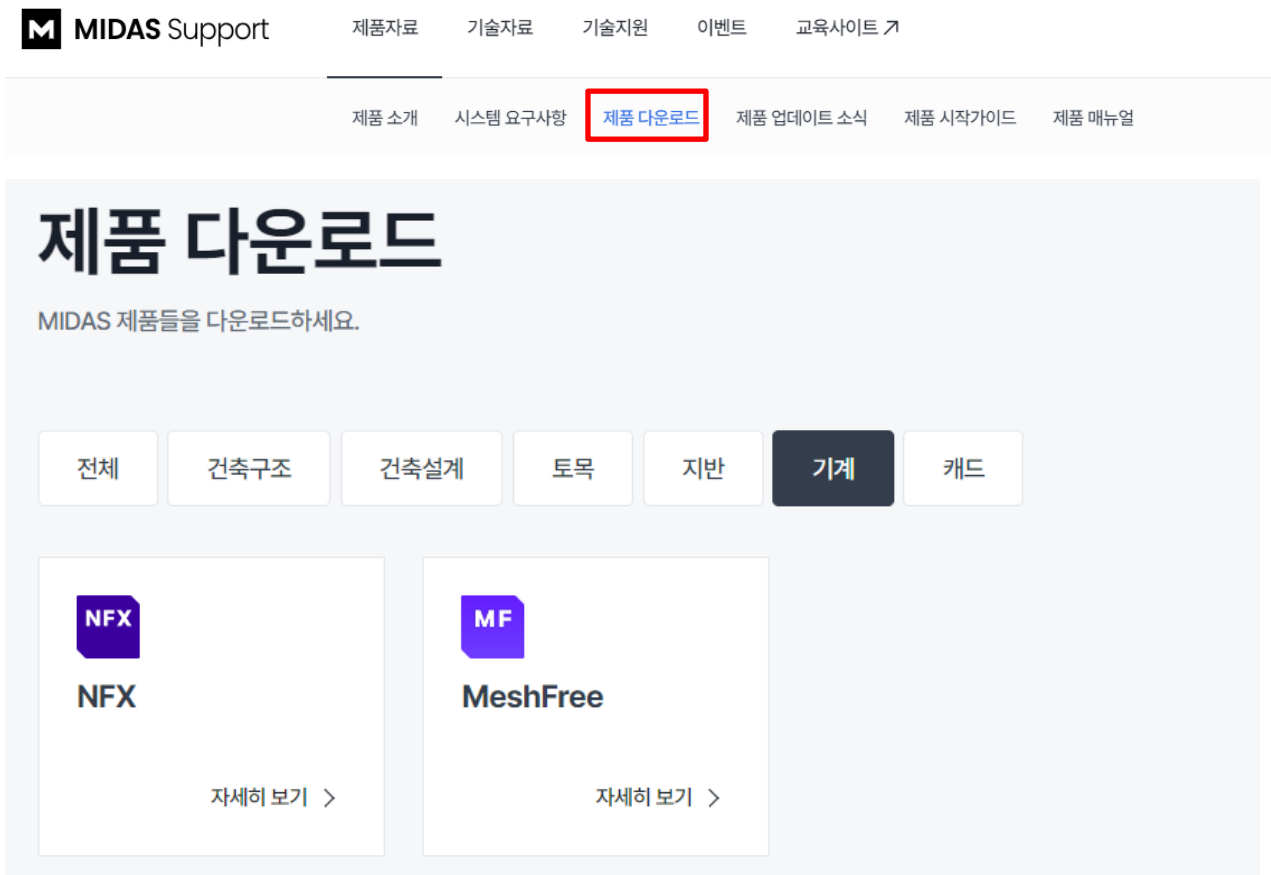 M MIDAS Support 제품자료 기술자료 기술지원 이벤트 교육사이트
제품 소개 시스템 요구사항 제품 다운로드 제품 업데이트 소식 제품 시작가이드 제품 매뉴얼
제품 다운로드
MIDAS 제품들을 다운로드하세요.
전체 건축구조 건축설계 토목 지반 기계 캐드
NFX MF
NFX MeshFree
자세히 보기 자세히 보기